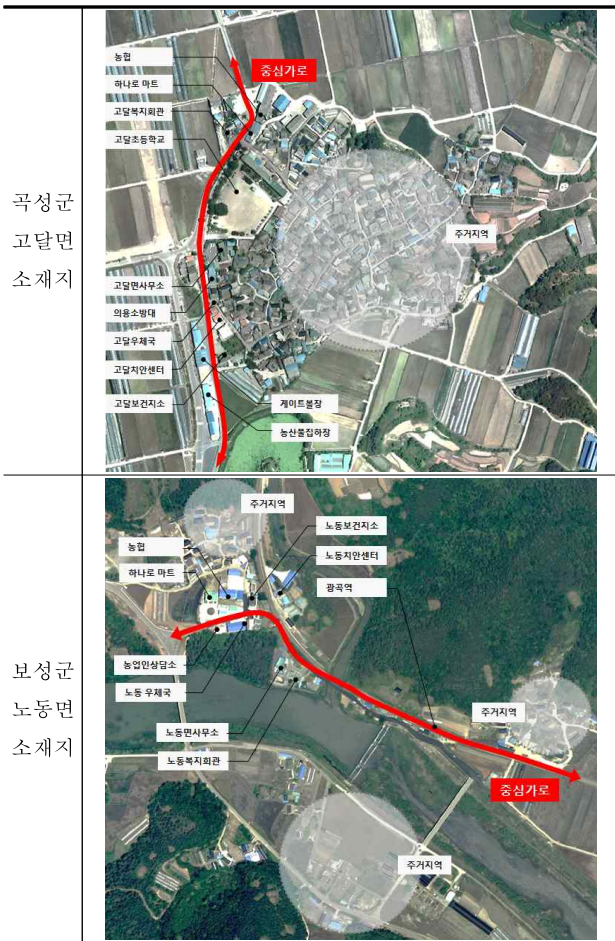 곡성군
고달면
소재지
농협
하나로 마트
고달복지회관
고달초등학교
중심가로
주거지역
고달면사무소
의용소방대
고달우체국
고달치안센터
고달보건지소
게이트볼장
농산물집하장
보성군
노동면
소재지
주거지역
농협
하나로 마트
노동보건지소
노동치안센터
광곡역
농업인상담소
노동 우체국
노동면사무소
노동복지회관
주거지역
중심가로
주거지역